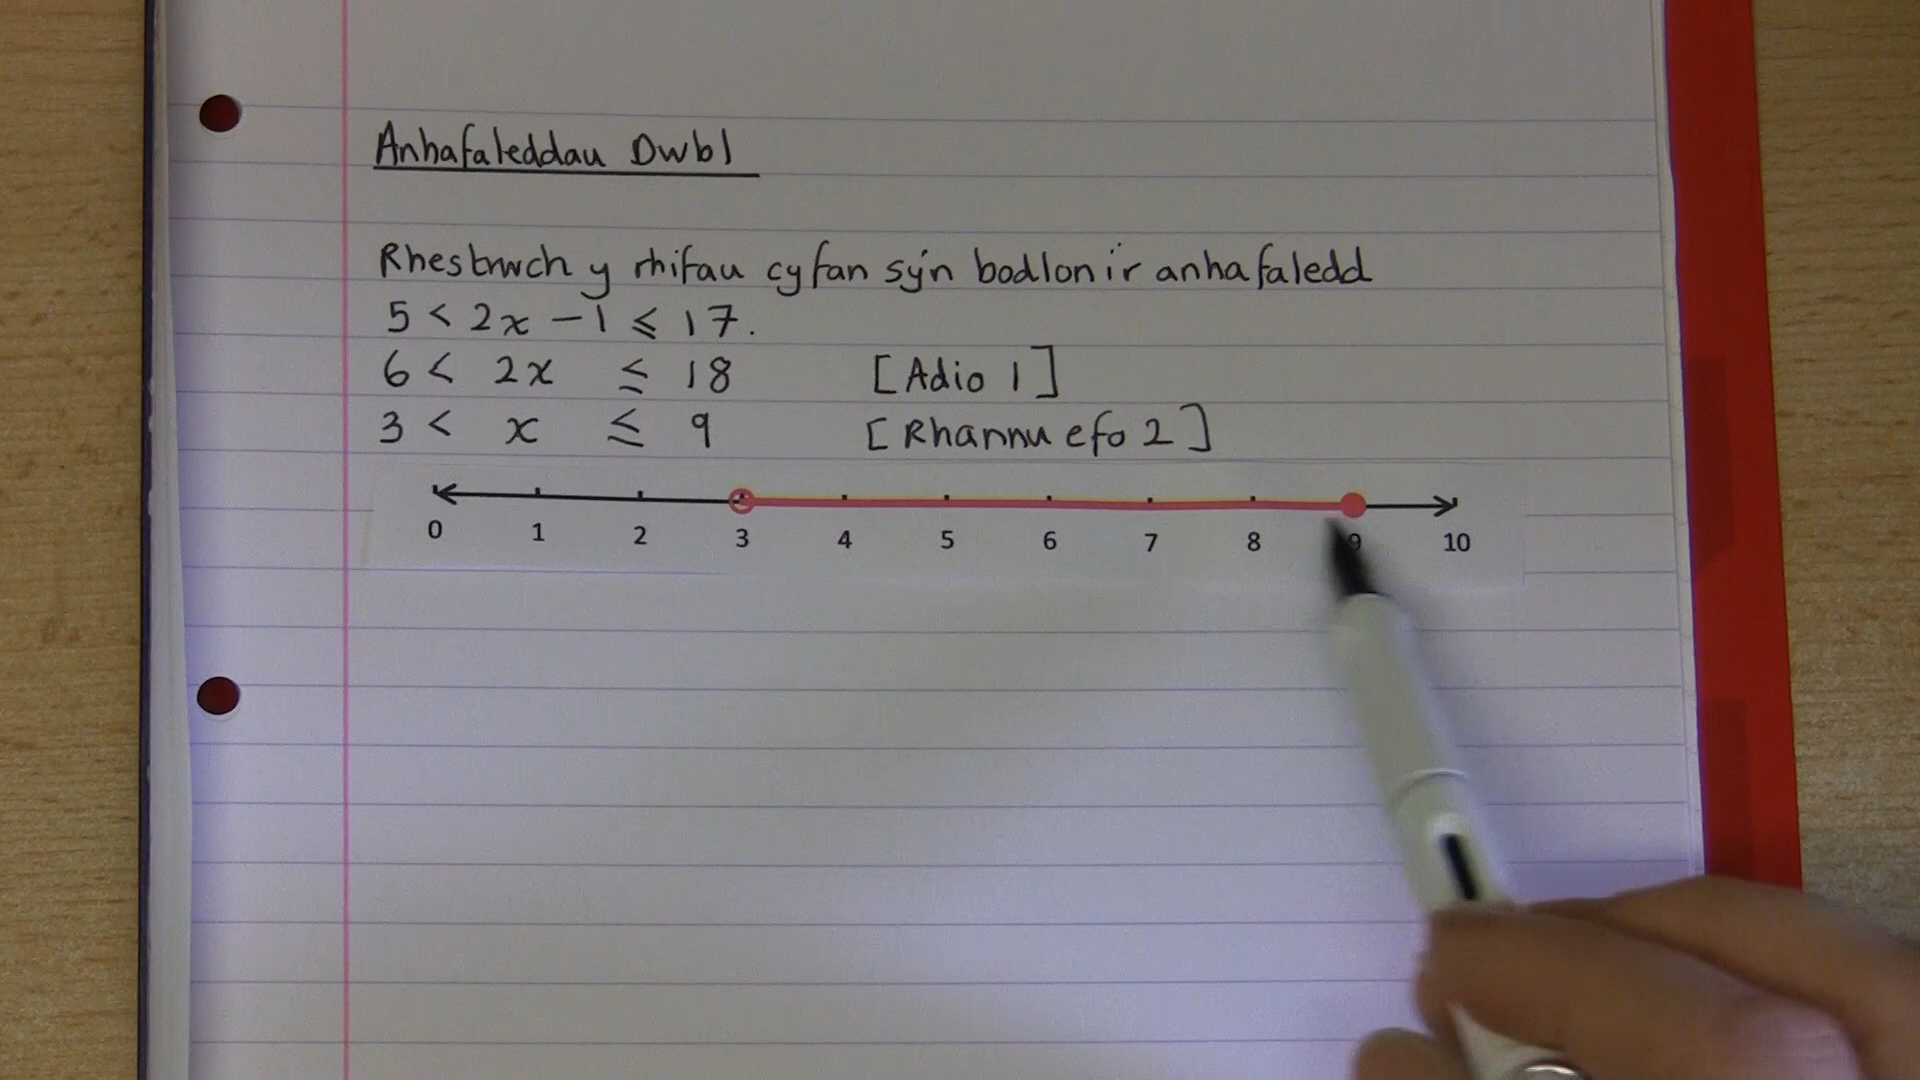 Anhafaleddau Dwbl
Rhestrwch y rhifau cyfan sy'n bodloni'r anhafaledd
5 < 2x - 1 ⩽ 17.
6 < 2x ≤ 18 [Adio 1]
3 < x ≤ 9 [Rhannu efo 2]
0 1 2 3 4 5 6 7 8 9 10